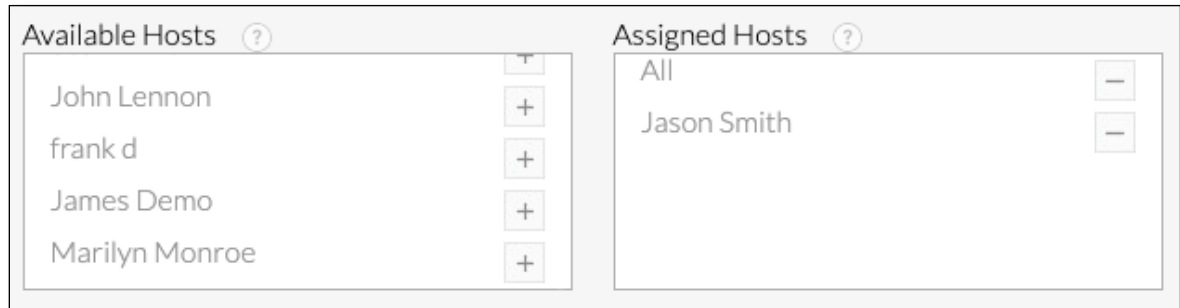 Available Hosts ?
+
John Lennon +
frank d +
James Demo +
Marilyn Monroe +
Assigned Hosts ?
All −
Jason Smith −